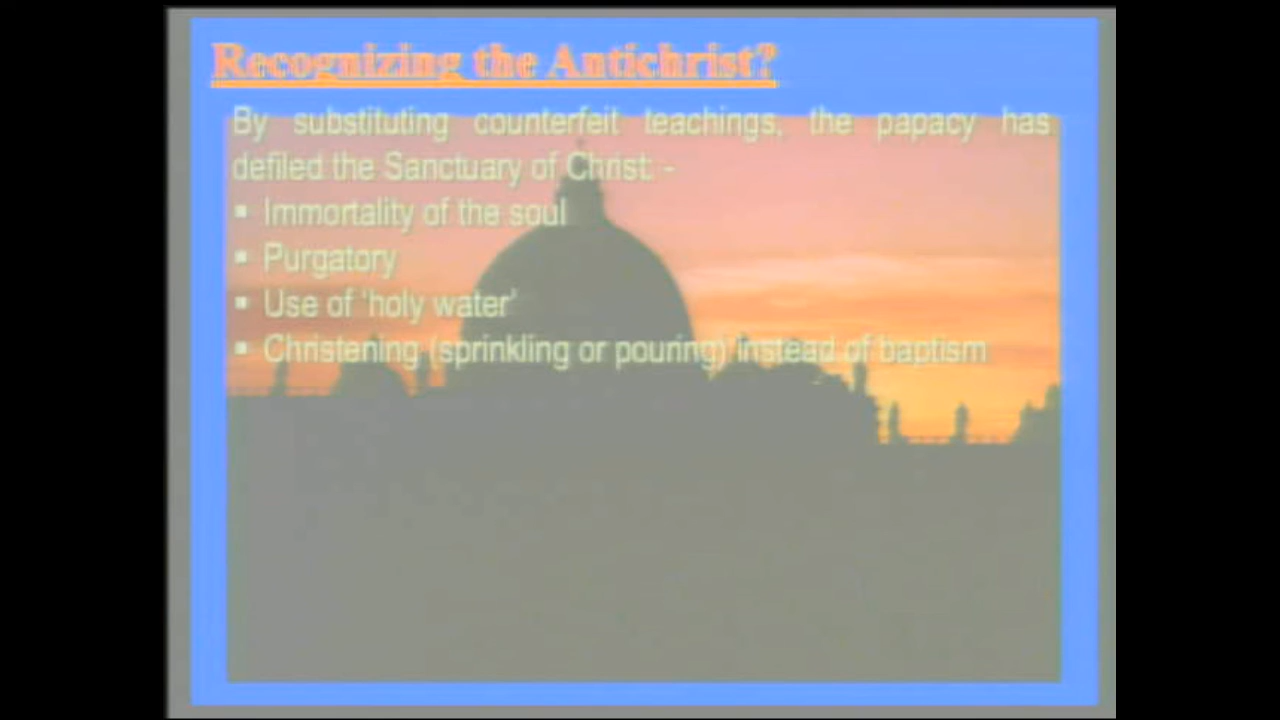 Recognizing the Antichrist?
By substituting counterfeit teachings, the papacy has
defiled the Sanctuary of Christ: -
▪ Immortality of the soul
▪ Purgatory
▪ Use of 'holy water'
▪ Christening (sprinkling or pouring) instead of baptism